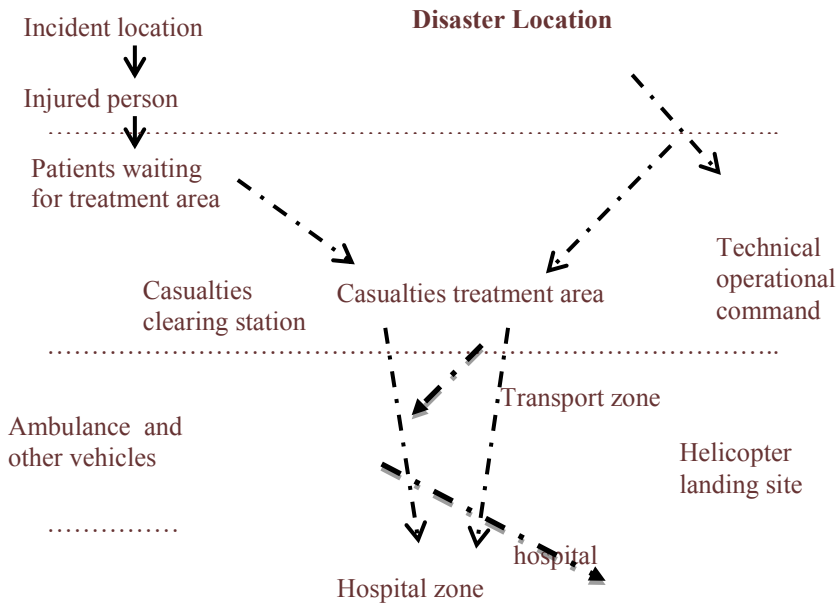 Disaster Location
Incident location
Injured person
Patients waiting
for treatment area
Technical
operational
command
Casualties
clearing station
Casualties treatment area
Transport zone
Ambulance and
other vehicles
Helicopter
landing site
hospital
Hospital zone